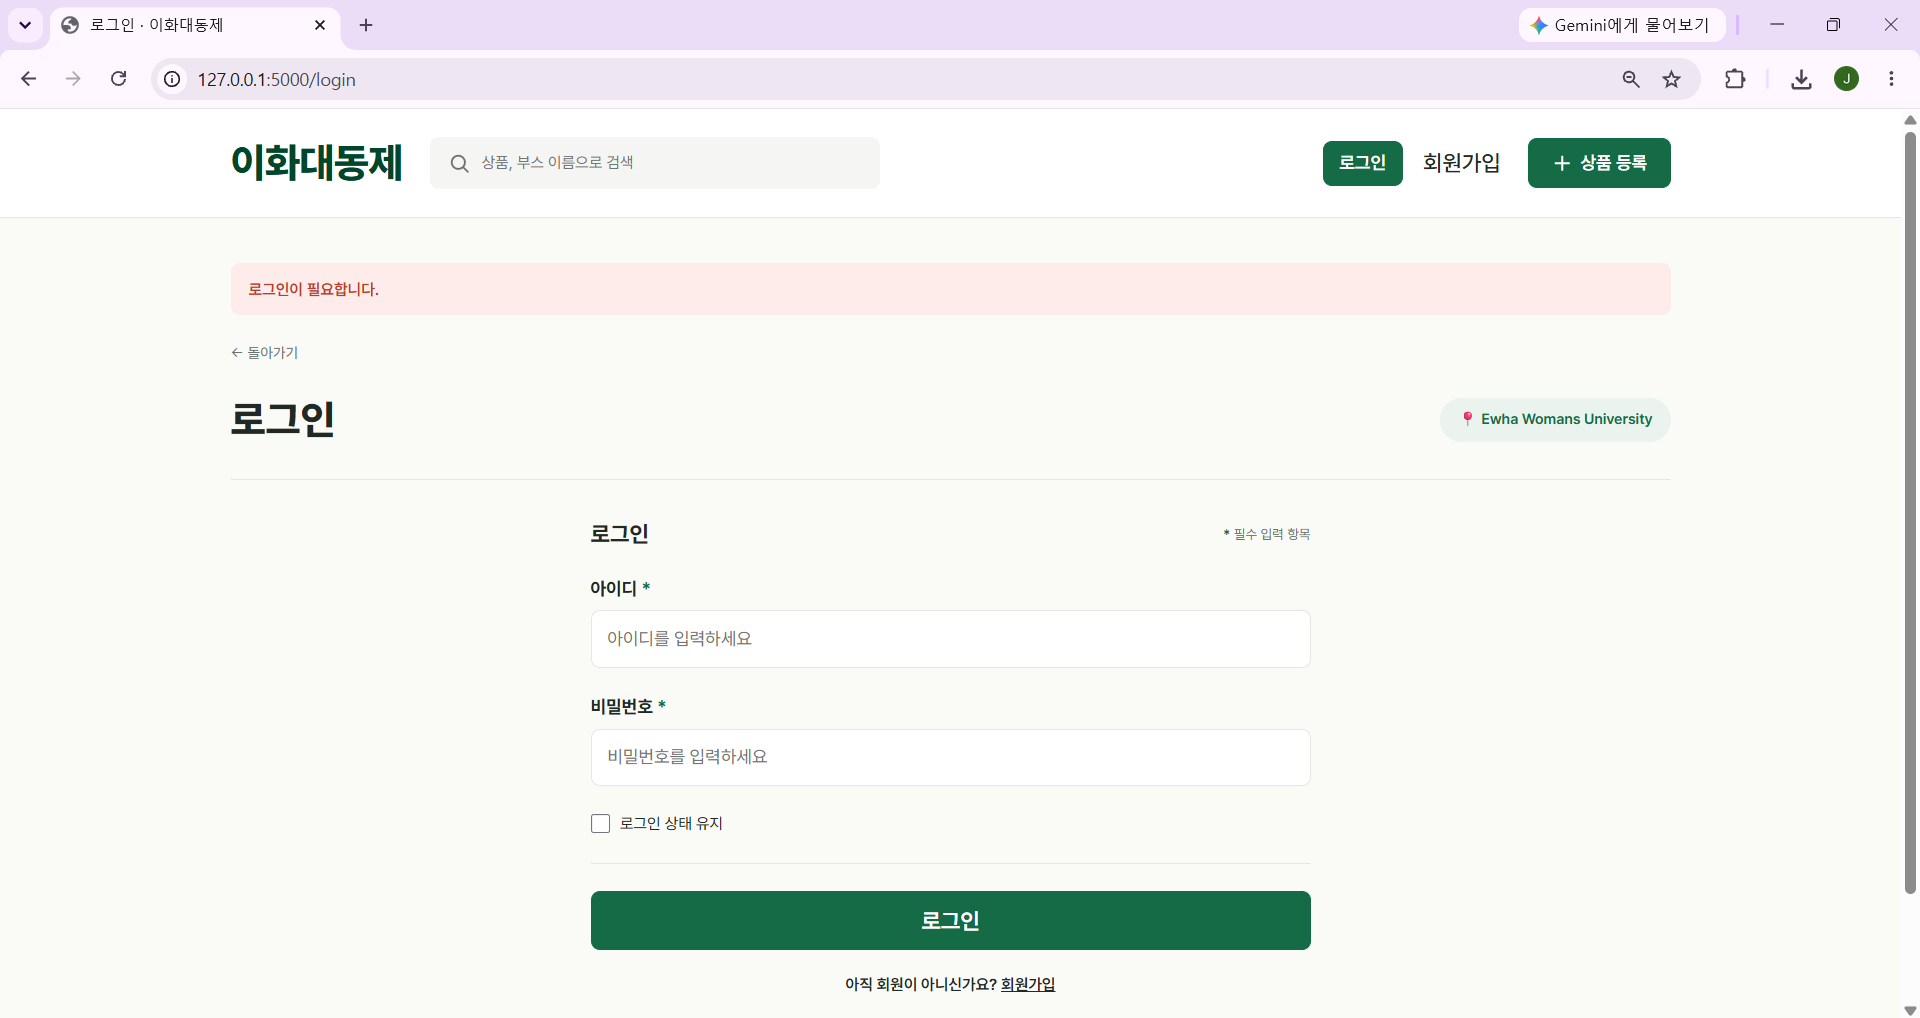 로그인 · 이화대동제
Gemini에게 물어보기
127.0.0.1:5000/login
J
이화대동제
상품, 부스 이름으로 검색
로그인
회원가입
+ 상품 등록
로그인이 필요합니다.
← 돌아가기
로그인
Ewha Womans University
로그인
* 필수 입력 항목
아이디 *
아이디를 입력하세요
비밀번호 *
비밀번호를 입력하세요
로그인 상태 유지
로그인
아직 회원이 아니신가요? 회원가입